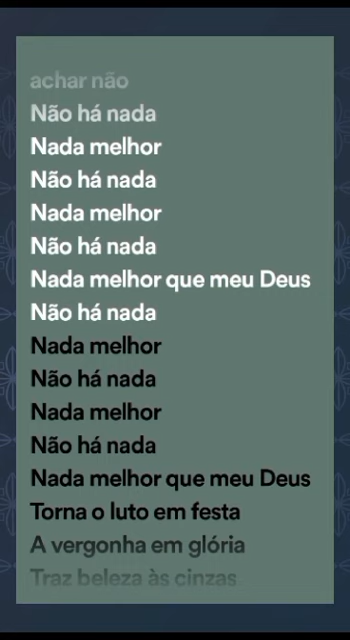 achar não
Não há nada
Nada melhor
Não há nada
Nada melhor
Não há nada
Nada melhor que meu Deus
Não há nada
Nada melhor
Não há nada
Nada melhor
Não há nada
Nada melhor que meu Deus
Torna o luto em festa
A vergonha em glória
Traz beleza às cinzas